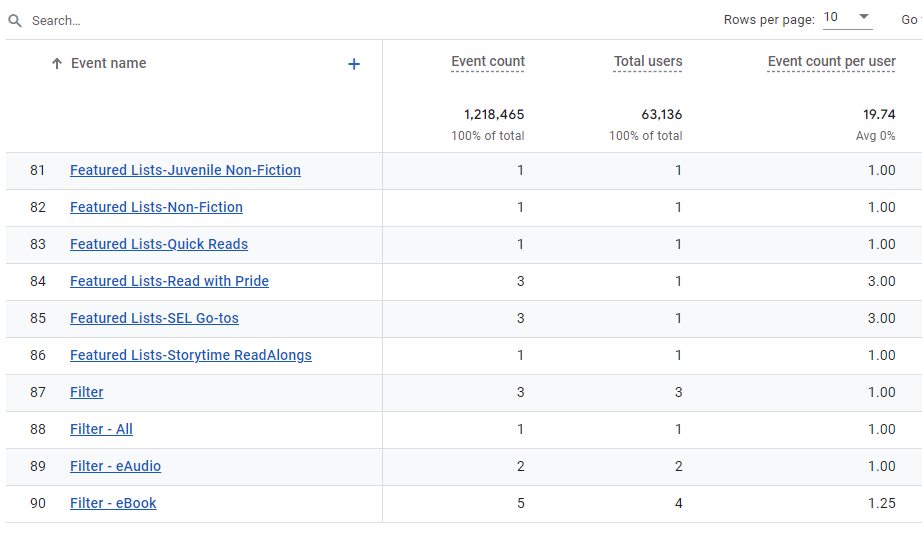 Search...
Rows per page: 10 Go
Event name + Event count Total users Event count per user
1,218,465 63,136 19.74
100% of total 100% of total Avg 0%
81 Featured Lists-Juvenile Non-Fiction 1 1 1.00
82 Featured Lists-Non-Fiction 1 1 1.00
83 Featured Lists-Quick Reads 1 1 1.00
84 Featured Lists-Read with Pride 3 1 3.00
85 Featured Lists-SEL Go-tos 3 1 3.00
86 Featured Lists-Storytime ReadAlongs 1 1 1.00
87 Filter 3 3 1.00
88 Filter - All 1 1 1.00
89 Filter - eAudio 2 2 1.00
90 Filter - eBook 5 4 1.25